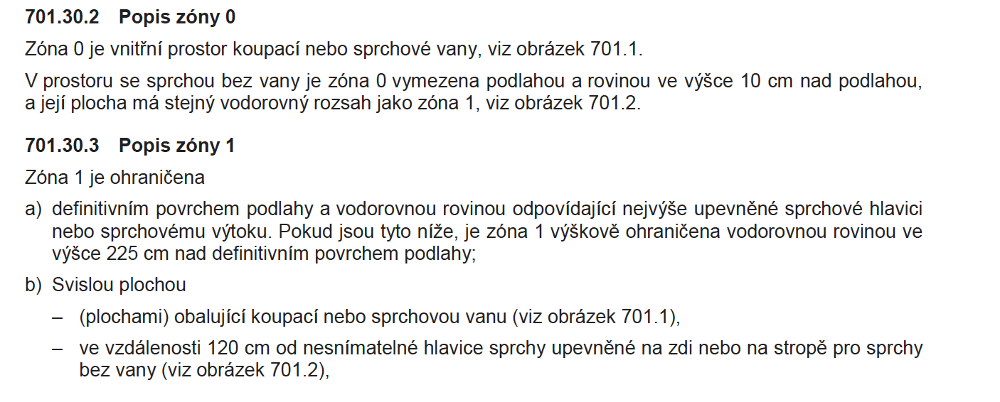 701.30.2 Popis zóny 0
Zóna 0 je vnitřní prostor koupací nebo sprchové vany, viz obrázek 701.1.
V prostoru se sprchou bez vany je zóna 0 vymezena podlahou a rovinou ve výšce 10 cm nad podlahou,
a její plocha má stejný vodorovný rozsah jako zóna 1, viz obrázek 701.2.
701.30.3 Popis zóny 1
Zóna 1 je ohraničena
a) definitivním povrchem podlahy a vodorovnou rovinou odpovídající nejvýše upevněné sprchové hlavici
nebo sprchovému výtoku. Pokud jsou tyto níže, je zóna 1 výškově ohraničena vodorovnou rovinou ve
výšce 225 cm nad definitivním povrchem podlahy;
b) Svislou plochou
– (plochami) obalující koupací nebo sprchovou vanu (viz obrázek 701.1),
– ve vzdálenosti 120 cm od nesnímatelné hlavice sprchy upevněné na zdi nebo na stropě pro sprchy
bez vany (viz obrázek 701.2),